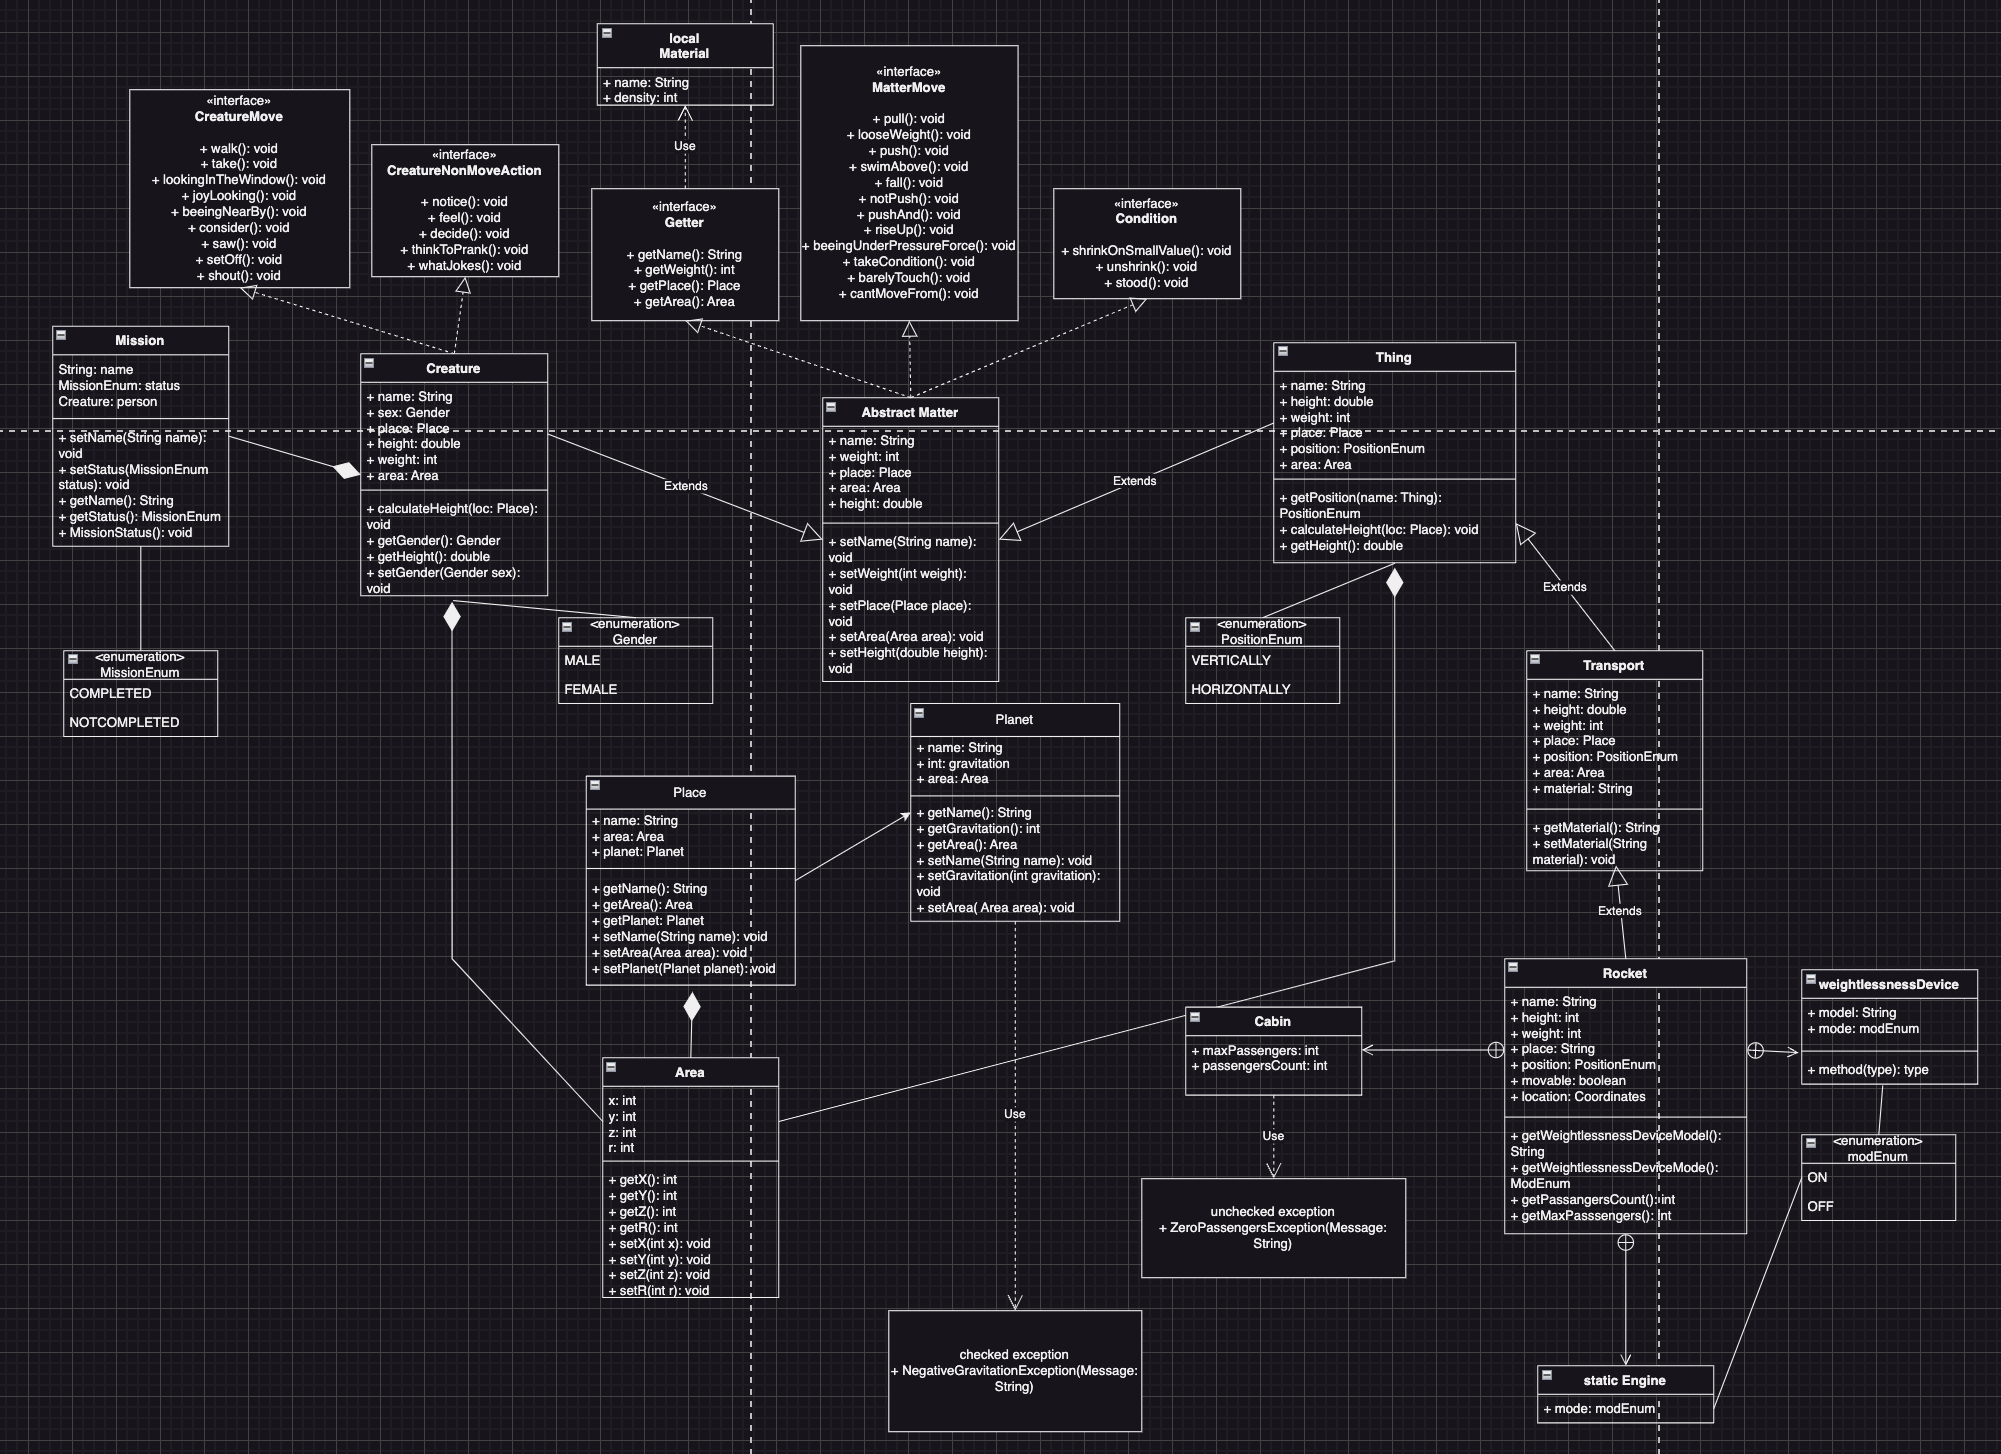 local
Material
+ name: String
+ density: int
Use
«interface»
CreatureMove
+ walk(): void
+ take(): void
+ lookingInTheWindow(): void
+ joyLooking(): void
+ beeingNearBy(): void
+ consider(): void
+ saw(): void
+ setOff(): void
+ shout(): void
«interface»
CreatureNonMoveAction
+ notice(): void
+ feel(): void
+ decide(): void
+ thinkToPrank(): void
+ whatJokes(): void
«interface»
Getter
+ getName(): String
+ getWeight(): int
+ getPlace(): Place
+ getArea(): Area
«interface»
MatterMove
+ pull(): void
+ looseWeight(): void
+ push(): void
+ swimAbove(): void
+ fall(): void
+ notPush(): void
+ pushAnd(): void
+ riseUp(): void
+ beeingUnderPressureForce(): void
+ takeCondition(): void
+ barelyTouch(): void
+ cantMoveFrom(): void
«interface»
Condition
+ shrinkOnSmallValue(): void
+ unshrink(): void
+ stood(): void
Mission
String: name
MissionEnum: status
Creature: person
+ setName(String name):
void
+ setStatus(MissionEnum
status): void
+ getName(): String
+ getStatus(): MissionEnum
+ MissionStatus(): void
Creature
+ name: String
+ sex: Gender
+ place: Place
+ height: double
+ weight: int
+ area: Area
+ calculateHeight(loc: Place):
void
+ getGender(): Gender
+ getHeight(): double
+ setGender(Gender sex):
void
Extends
Abstract Matter
+ name: String
+ weight: int
+ place: Place
+ area: Area
+ height: double
+ setName(String name):
void
+ setWeight(int weight):
void
+ setPlace(Place place):
void
+ setArea(Area area): void
+ setHeight(double height):
void
Extends
Thing
+ name: String
+ height: double
+ weight: int
+ place: Place
+ position: PositionEnum
+ area: Area
+ getPosition(name: Thing):
PositionEnum
+ calculateHeight(loc: Place): void
+ getHeight(): double
Extends
<enumeration>
MissionEnum
COMPLETED
NOTCOMPLETED
<enumeration>
Gender
MALE
FEMALE
<enumeration>
PositionEnum
VERTICALLY
HORIZONTALLY
Transport
+ name: String
+ height: double
+ weight: int
+ place: Place
+ position: PositionEnum
+ area: Area
+ material: String
+ getMaterial(): String
+ setMaterial(String
material): void
Extends
Planet
+ name: String
+ int: gravitation
+ area: Area
+ getName(): String
+ getGravitation(): int
+ getArea(): Area
+ setName(String name): void
+ setGravitation(int gravitation):
void
+ setArea( Area area): void
Place
+ name: String
+ area: Area
+ planet: Planet
+ getName(): String
+ getArea(): Area
+ getPlanet: Planet
+ setName(String name): void
+ setArea(Area area): void
+ setPlanet(Planet planet): void
Area
x: int
y: int
z: int
r: int
+ getX(): int
+ getY(): int
+ getZ(): int
+ getR(): int
+ setX(int x): void
+ setY(int y): void
+ setZ(int z): void
+ setR(int r): void
Use
Cabin
+ maxPassengers: int
+ passengersCount: int
Use
unchecked exception
+ ZeroPassengersException(Message:
String)
checked exception
+ NegativeGravitationException(Message:
String)
Rocket
+ name: String
+ height: int
+ weight: int
+ place: String
+ position: PositionEnum
+ movable: boolean
+ location: Coordinates
+ getWeightlessnessDeviceModel():
String
+ getWeightlessnessDeviceMode():
ModEnum
+ getPassangersCount(): int
+ getMaxPasssengers(): int
weightlessnessDevice
+ model: String
+ mode: modEnum
+ method(type): type
<enumeration>
modEnum
ON
OFF
static Engine
+ mode: modEnum